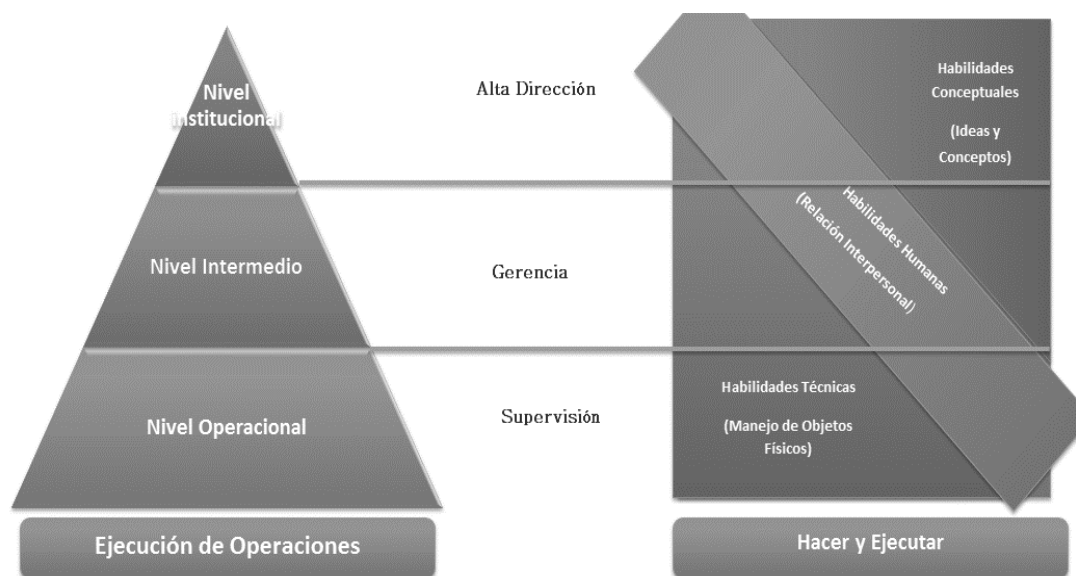 Nivel
institucional
Nivel Intermedio
Nivel Operacional
Ejecución de Operaciones
Alta Dirección
Gerencia
Supervisión
Habilidades
Conceptuales
(Ideas y
Conceptos)
Habilidades Humanas
(Relación Interpersonal)
Habilidades Técnicas
(Manejo de Objetos
Físicos)
Hacer y Ejecutar